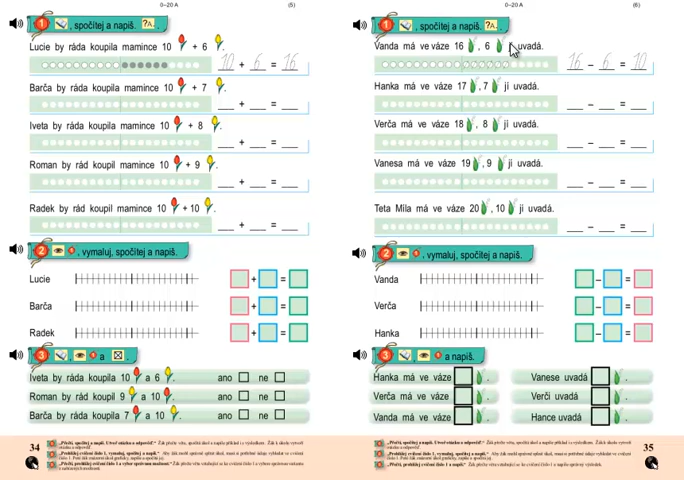 0–20 A
(5)
1 , spočítej a napiš. ?A. .
Lucie by ráda koupila mamince 10 + 6 .
10 + 6 = 16
Barča by ráda koupila mamince 10 + 7 .
+ =
Iveta by ráda koupila mamince 10 + 8 .
+ =
Roman by rád koupil mamince 10 + 9 .
+ =
Radek by rád koupil mamince 10 + 10 .
+ =
2 , vymaluj, spočítej a napiš.
Lucie + =
Barča + =
Radek + =
3 , a .
Iveta by ráda koupila 10 a 6 . ano ne
Roman by rád koupil 9 a 10 . ano ne
Barča by ráda koupila 7 a 10 . ano ne
34
0–20 A
(6)
1 , spočítej a napiš. ?A. .
Vanda má ve váze 16 , 6 jí uvadá.
16 – 6 = 10
Hanka má ve váze 17 , 7 jí uvadá.
– =
Verča má ve váze 18 , 8 jí uvadá.
– =
Vanesa má ve váze 19 , 9 jí uvadá.
– =
Teta Míla má ve váze 20 , 10 jí uvadá.
– =
2 , vymaluj, spočítej a napiš.
Vanda – =
Verča – =
Hanka – =
3 , a napiš.
Hanka má ve váze . Vanese uvadá .
Verča má ve váze . Verči uvadá .
Vanda má ve váze . Hance uvadá .
35